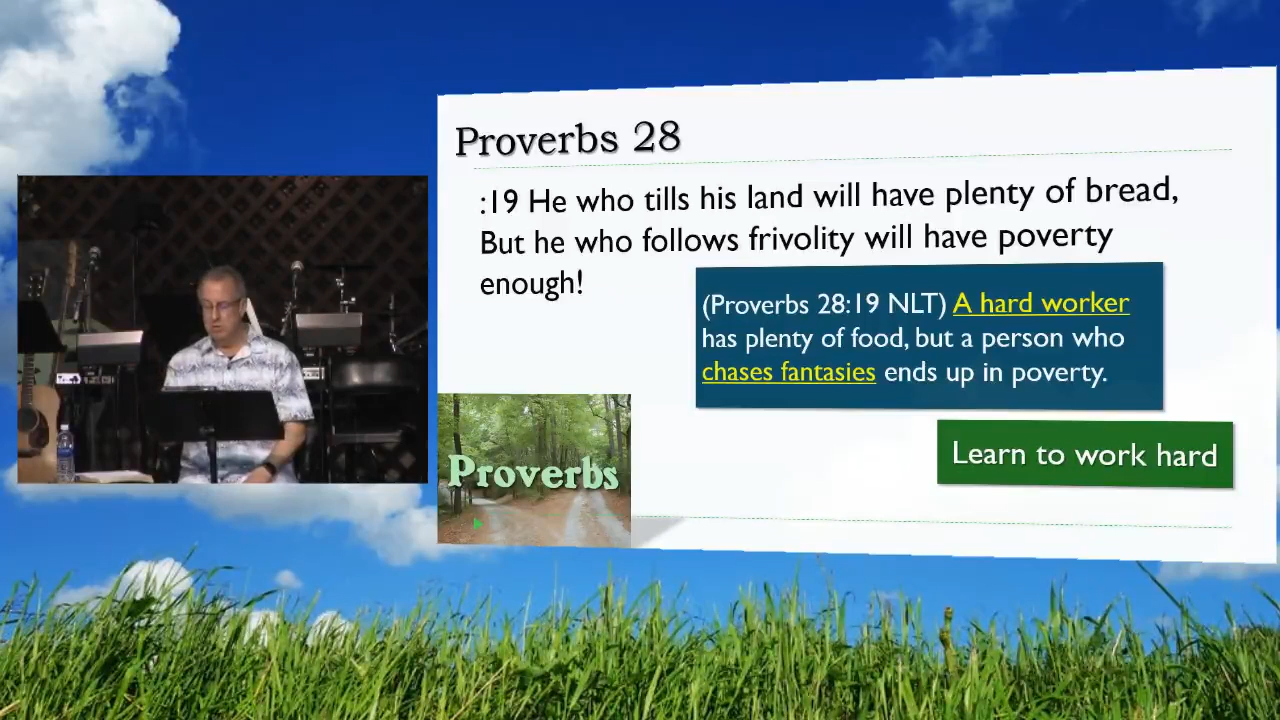 Proverbs 28
:19 He who tills his land will have plenty of bread,
But he who follows frivolity will have poverty
enough!
(Proverbs 28:19 NLT) A hard worker
has plenty of food, but a person who
chases fantasies ends up in poverty.
Learn to work hard
Proverbs